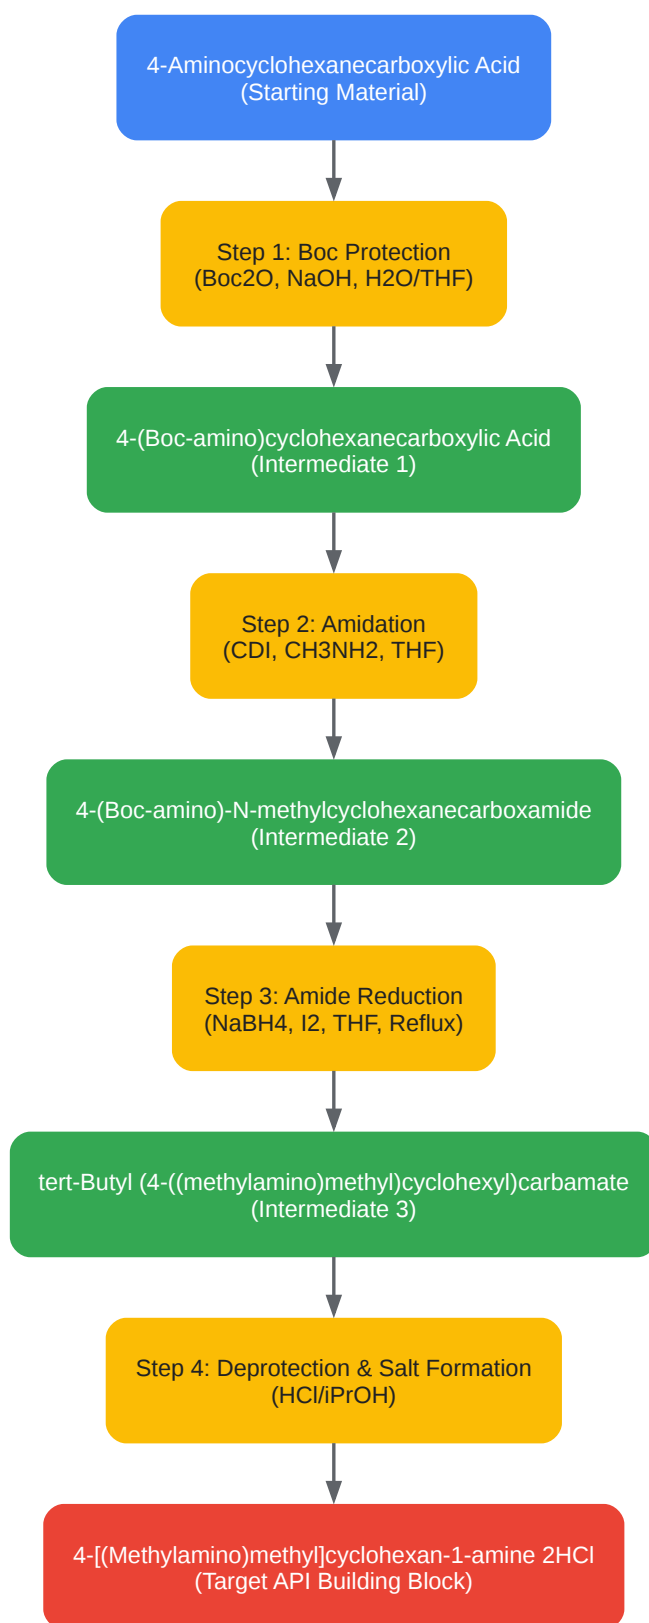 4-Aminocyclohexanecarboxylic Acid
(Starting Material)
Step 1: Boc Protection
(Boc2O, NaOH, H2O/THF)
4-(Boc-amino)cyclohexanecarboxylic Acid
(Intermediate 1)
Step 2: Amidation
(CDI, CH3NH2, THF)
4-(Boc-amino)-N-methylcyclohexanecarboxamide
(Intermediate 2)
Step 3: Amide Reduction
(NaBH4, I2, THF, Reflux)
tert-Butyl (4-((methylamino)methyl)cyclohexyl)carbamate
(Intermediate 3)
Step 4: Deprotection & Salt Formation
(HCl/iPrOH)
4-[(Methylamino)methyl]cyclohexan-1-amine 2HCl
(Target API Building Block)